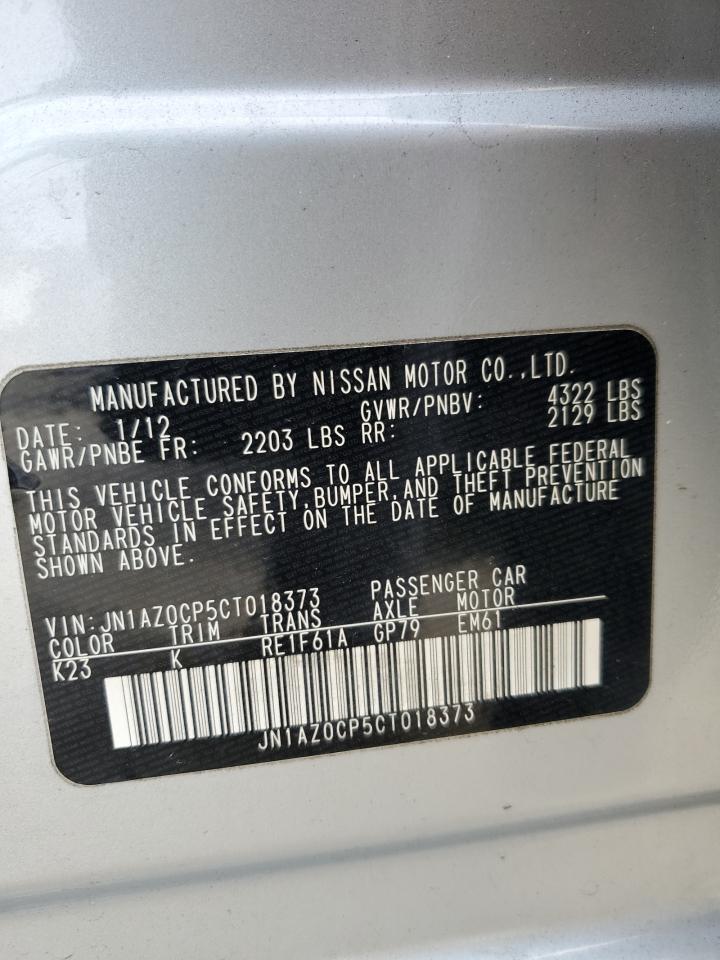 MANUFACTURED BY NISSAN MOTOR CO.,LTD.
DATE: 1/12 GVWR/PNBV: 4322 LBS
GAWR/PNBE FR: 2203 LBS RR: 2129 LBS
THIS VEHICLE CONFORMS TO ALL APPLICABLE FEDERAL
MOTOR VEHICLE SAFETY,BUMPER,AND THEFT PREVENTION
STANDARDS IN EFFECT ON THE DATE OF MANUFACTURE
SHOWN ABOVE.
VIN:JN1AZ0CP5CT018373 PASSENGER CAR
COLOR TRIM TRANS AXLE MOTOR
K23 K RE1F61A GP79 EM61
JN1AZ0CP5CT018373